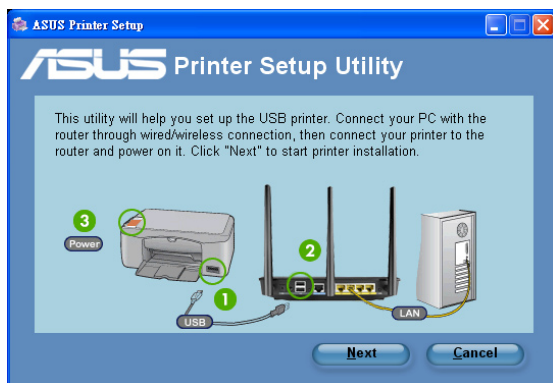 ASUS Printer Setup
ASUS Printer Setup Utility
This utility will help you set up the USB printer. Connect your PC with the
router through wired/wireless connection, then connect your printer to the
router and power on it. Click "Next" to start printer installation.
3
Power
2
1
USB
LAN
Next
Cancel